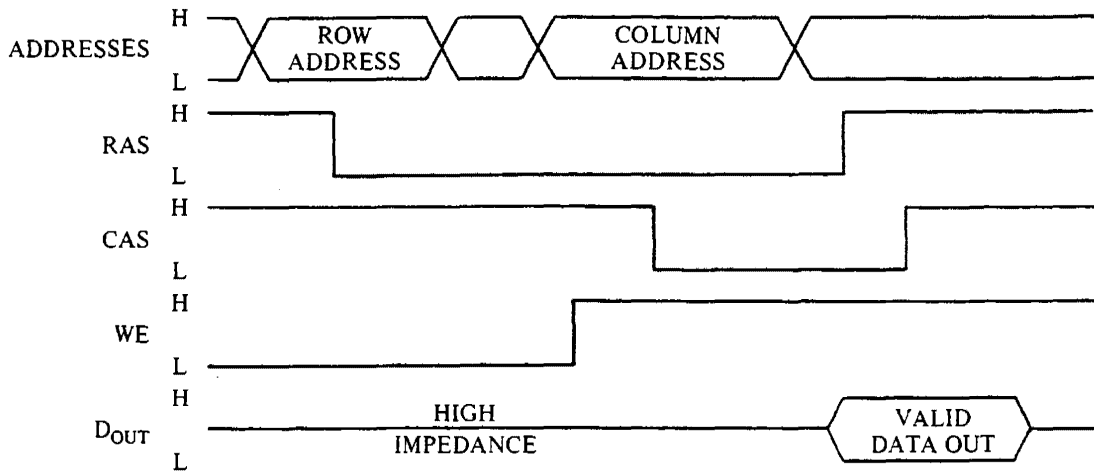 H
ADDRESSES
ROW
ADDRESS
COLUMN
ADDRESS
L
H
RAS
L
H
CAS
L
H
WE
L
H
DOUT
HIGH
IMPEDANCE
VALID
DATA OUT
L